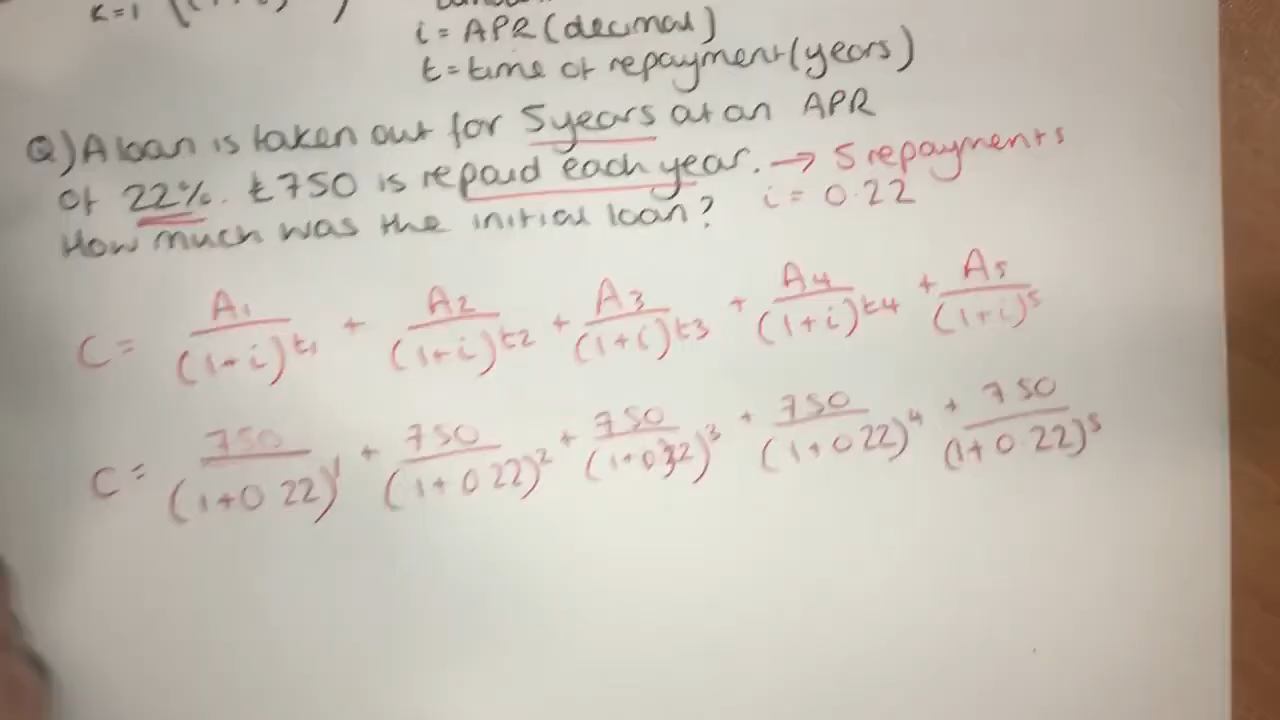 k=1
i = APR (decimal)
t = time of repayment (years)
Q) A loan is taken out for 5 years at an APR
of 22%. £750 is repaid each year. → 5 repayments
How much was the initial loan? i = 0.22
C = A1/(1+i)^t1 + A2/(1+i)^t2 + A3/(1+i)^t3 + A4/(1+i)^t4 + A5/(1+i)^5
C = 750/(1+0.22)^1 + 750/(1+0.22)^2 + 750/(1+0.22)^3 + 750/(1+0.22)^4 + 750/(1+0.22)^5